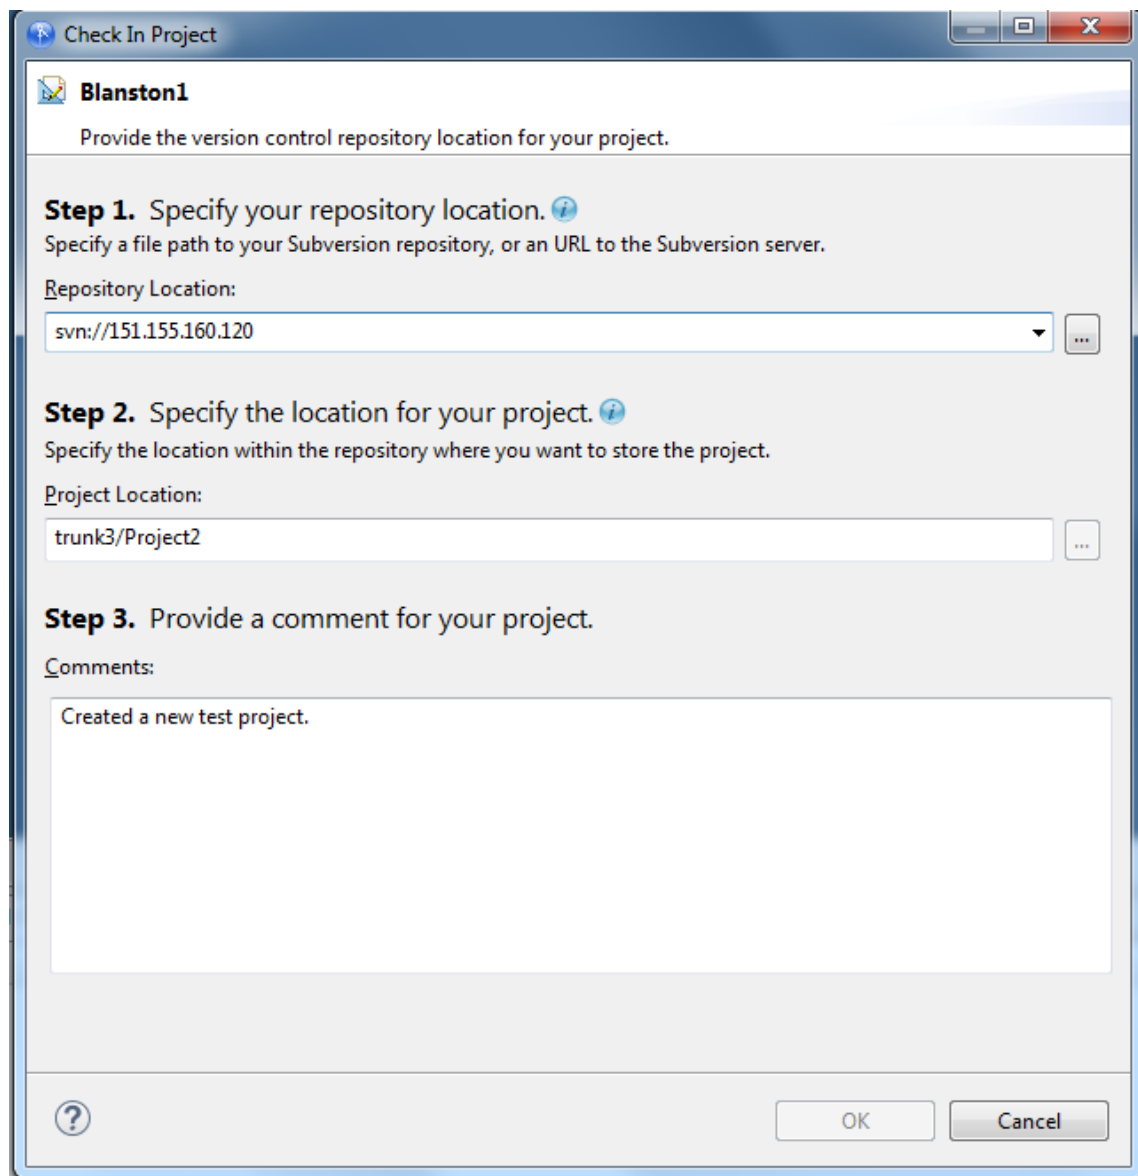 Check In Project
Blanston1
Provide the version control repository location for your project.
Step 1. Specify your repository location.
Specify a file path to your Subversion repository, or an URL to the Subversion server.
Repository Location:
svn://151.155.160.120
...
Step 2. Specify the location for your project.
Specify the location within the repository where you want to store the project.
Project Location:
trunk3/Project2
...
Step 3. Provide a comment for your project.
Comments:
Created a new test project.
OK Cancel